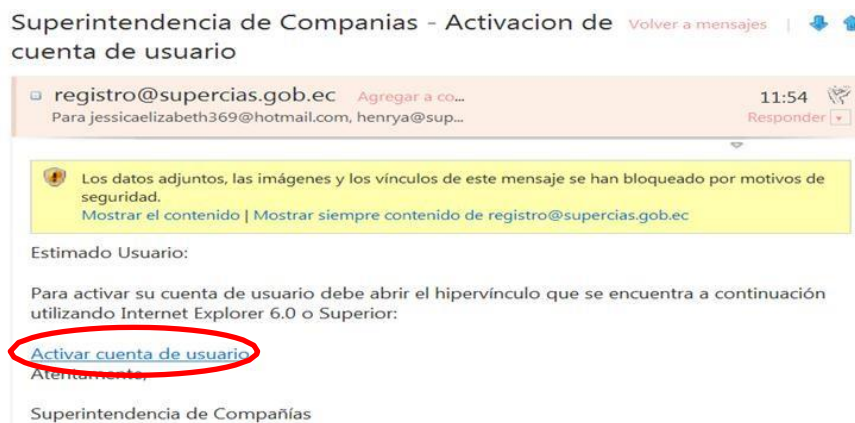 Superintendencia de Companias - Activacion de Volver a mensajes |
cuenta de usuario
registro@supercias.gob.ec Agregar a co... 11:54
Para jessicaelizabeth369@hotmail.com, henrya@sup... Responder
Los datos adjuntos, las imágenes y los vínculos de este mensaje se han bloqueado por motivos de
seguridad.
Mostrar el contenido | Mostrar siempre contenido de registro@supercias.gob.ec
Estimado Usuario:
Para activar su cuenta de usuario debe abrir el hipervínculo que se encuentra a continuación
utilizando Internet Explorer 6.0 o Superior:
Activar cuenta de usuario
Atentamente,
Superintendencia de Compañías